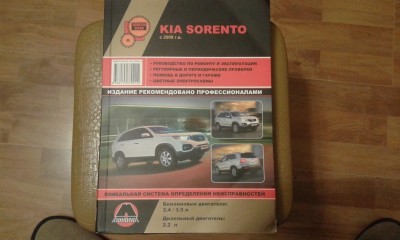 KIA SORENTO
с 2009 г.в.
• РУКОВОДСТВО ПО РЕМОНТУ И ЭКСПЛУАТАЦИИ
• РЕГУЛЯРНЫЕ И ПЕРИОДИЧЕСКИЕ ПРОВЕРКИ
• ПОМОЩЬ В ДОРОГЕ И ГАРАЖЕ
• ЦВЕТНЫЕ ЭЛЕКТРОСХЕМЫ
ИЗДАНИЕ РЕКОМЕНДОВАНО ПРОФЕССИОНАЛАМИ
УНИКАЛЬНАЯ СИСТЕМА ОПРЕДЕЛЕНИЯ НЕИСПРАВНОСТЕЙ
Бензиновые двигатели:
2,4 / 3,5 л
Дизельный двигатель:
2,2 л